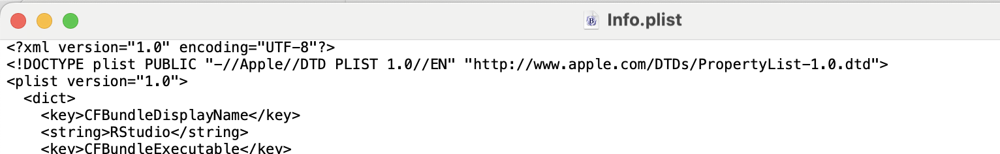 Info.plist
<?xml version="1.0" encoding="UTF-8"?>
<!DOCTYPE plist PUBLIC "-//Apple//DTD PLIST 1.0//EN" "http://www.apple.com/DTDs/PropertyList-1.0.dtd">
<plist version="1.0">
  <dict>
    <key>CFBundleDisplayName</key>
    <string>RStudio</string>
    <key>CFBundleExecutable</key>